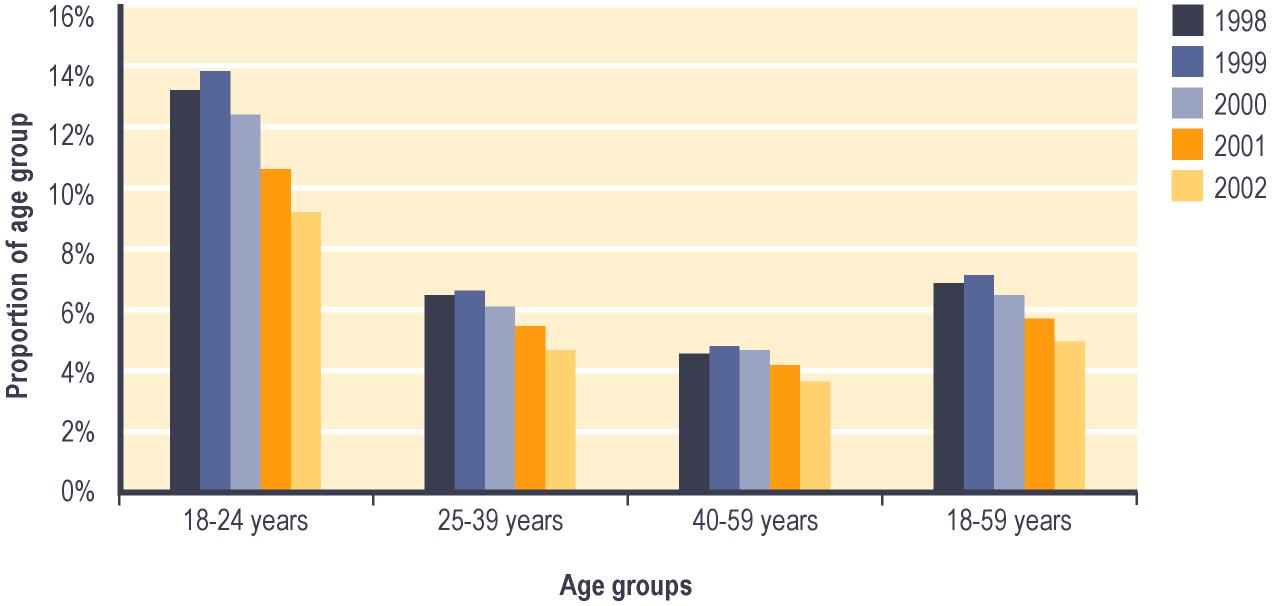 Proportion of age group
16%
14%
12%
10%
8%
6%
4%
2%
0%
18-24 years
25-39 years
40-59 years
18-59 years
Age groups
1998
1999
2000
2001
2002